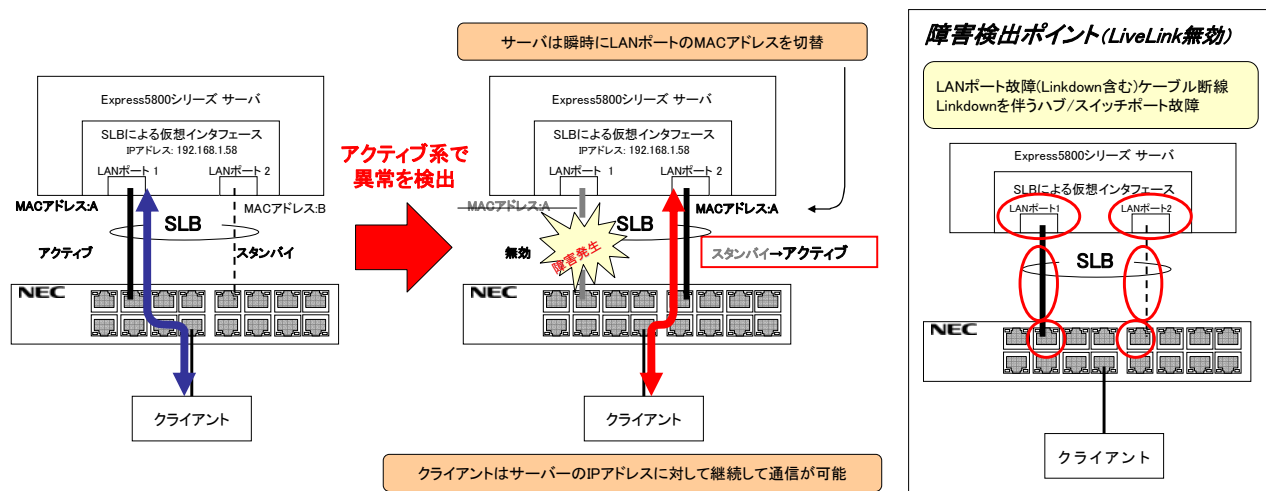 サーバは瞬時にLANポートのMACアドレスを切替
Express5800シリーズ サーバ
SLBによる仮想インタフェース
IPアドレス: 192.168.1.58
LANポート 1
LANポート 2
MACアドレス:A
MACアドレス:B
SLB
アクティブ
スタンバイ
NEC
クライアント
アクティブ系で
異常を検出
Express5800シリーズ サーバ
SLBによる仮想インタフェース
IPアドレス: 192.168.1.58
LANポート 1
LANポート 2
MACアドレス:A
MACアドレス:A
SLB
無効
障害発生
スタンバイ→アクティブ
NEC
クライアント
クライアントはサーバーのIPアドレスに対して継続して通信が可能
障害検出ポイント(LiveLink無効)
LANポート故障(Linkdown含む)ケーブル断線
Linkdownを伴うハブ/スイッチポート故障
Express5800シリーズ サーバ
SLBによる仮想インタフェース
LANポート1
LANポート2
SLB
NEC
クライアント